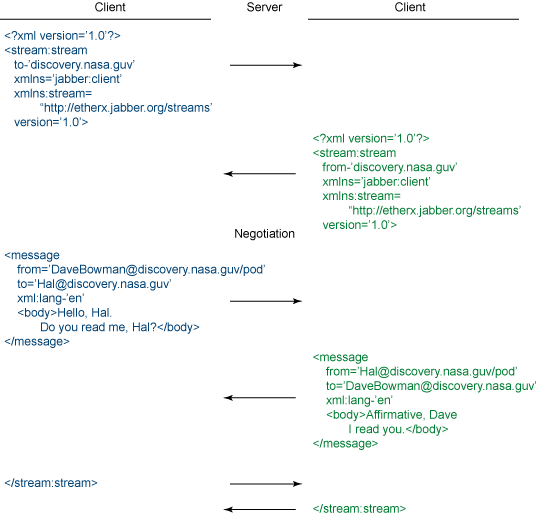 Client Server Client
<?xml version=’1.0’?>
<stream:stream
to-’discovery.nasa.guv’
xmlns=’jabber:client’
xmlns:stream=
“http://etherx.jabber.org/streams’
version=’1.0’>
<?xml version=’1.0’?>
<stream:stream
from-’discovery.nasa.guv’
xmlns=’jabber:client’
xmlns:stream=
“http://etherx.jabber.org/streams’
version=’1.0’>
Negotiation
<message
from=’DaveBowman@discovery.nasa.guv/pod’
to=’Hal@discovery.nasa.guv’
xml:lang-’en’
<body>Hello, Hal.
Do you read me, Hal?</body>
</message>
<message
from=’Hal@discovery.nasa.guv/pod’
to=’DaveBowman@discovery.nasa.guv’
xml:lang-’en’
<body>Affirmative, Dave
I read you.</body>
</message>
</stream:stream>
</stream:stream>